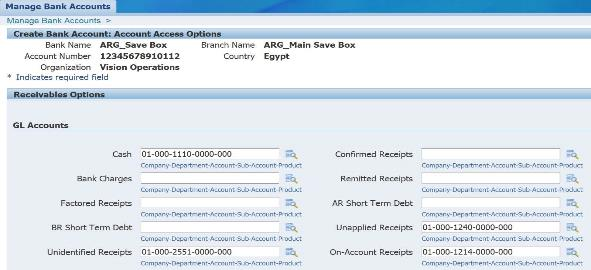 Manage Bank Accounts
Manage Bank Accounts >
Create Bank Account: Account Access Options
Bank Name ARG_Save Box Branch Name ARG_Main Save Box
Account Number 12345678910112 Country Egypt
Organization Vision Operations
* Indicates required field
Receivables Options
GL Accounts
Cash 01-000-1110-0000-000 Confirmed Receipts
Company-Department-Account-Sub-Account-Product Company-Department-Account-Sub-Account-Product
Bank Charges Remitted Receipts
Company-Department-Account-Sub-Account-Product Company-Department-Account-Sub-Account-Product
Factored Receipts AR Short Term Debt
Company-Department-Account-Sub-Account-Product Company-Department-Account-Sub-Account-Product
BR Short Term Debt Unapplied Receipts 01-000-1240-0000-000
Company-Department-Account-Sub-Account-Product Company-Department-Account-Sub-Account-Product
Unidentified Receipts 01-000-2551-0000-000 On-Account Receipts 01-000-1214-0000-000
Company-Department-Account-Sub-Account-Product Company-Department-Account-Sub-Account-Product